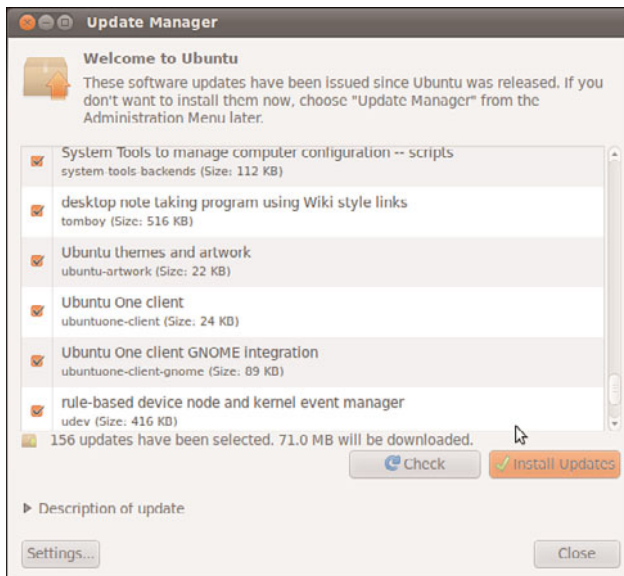 Update Manager
Welcome to Ubuntu
These software updates have been issued since Ubuntu was released. If you
don't want to install them now, choose "Update Manager" from the
Administration Menu later.
System Tools to manage computer configuration -- scripts
system-tools-backends (Size: 112 KB)
desktop note taking program using Wiki style links
tomboy (Size: 516 KB)
Ubuntu themes and artwork
ubuntu-artwork (Size: 22 KB)
Ubuntu One client
ubuntuone-client (Size: 24 KB)
Ubuntu One client GNOME integration
ubuntuone-client-gnome (Size: 89 KB)
rule-based device node and kernel event manager
udev (Size: 416 KB)
156 updates have been selected. 71.0 MB will be downloaded.
Check
Install Updates
Description of update
Settings...
Close